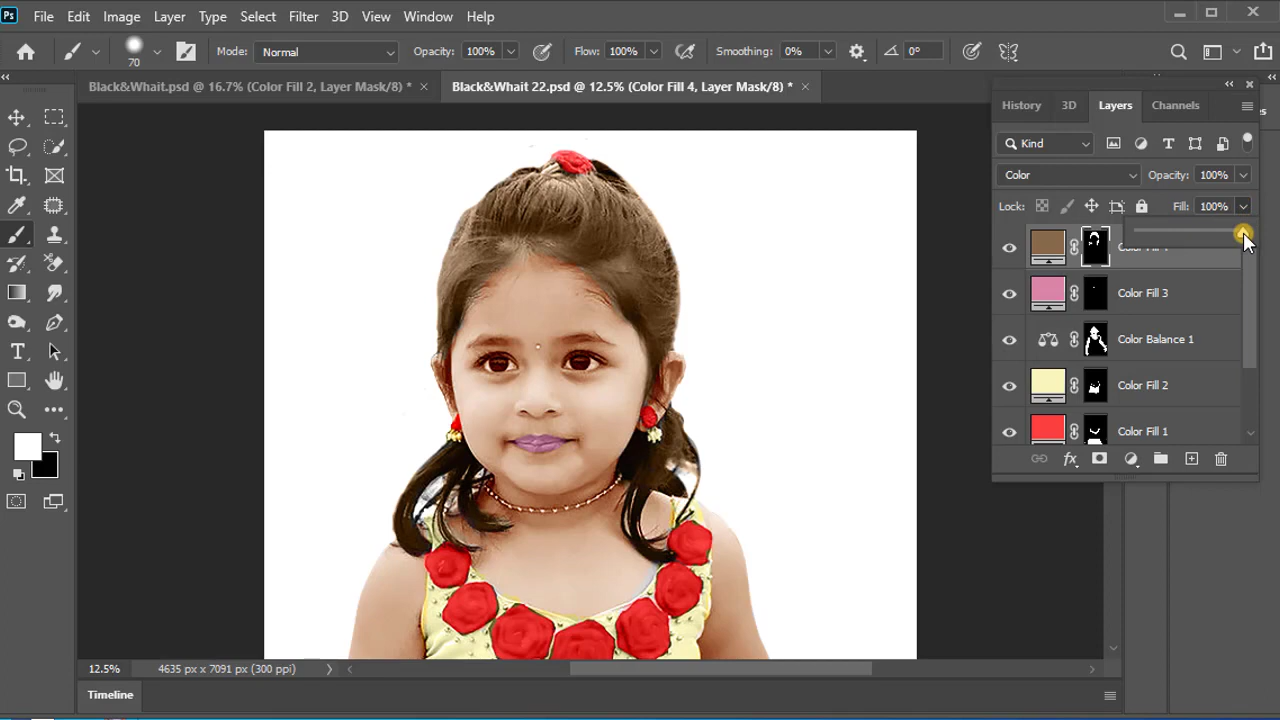 Ps File Edit Image Layer Type Select Filter 3D View Window Help
70 Mode: Normal Opacity: 100% Flow: 100% Smoothing: 0% 0°
Black&Whait.psd @ 16.7% (Color Fill 2, Layer Mask/8) * Black&Whait 22.psd @ 12.5% (Color Fill 4, Layer Mask/8) *
History 3D Layers Channels
Kind
Color Opacity: 100%
Lock: Fill: 100%
Color Fill 3
Color Balance 1
Color Fill 2
Color Fill 1
fx
12.5% 4635 px x 7091 px (300 ppi)
Timeline